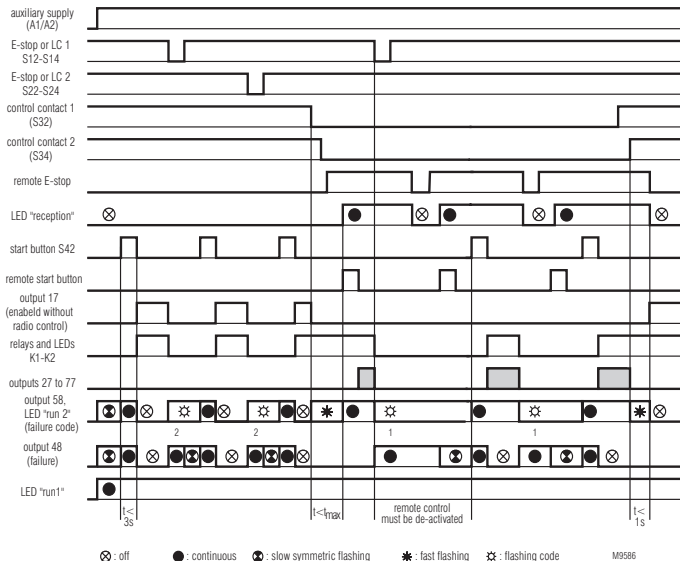 auxiliary supply
(A1/A2)
E-stop or LC 1
S12-S14
E-stop or LC 2
S22-S24
control contact 1
(S32)
control contact 2
(S34)
remote E-stop
LED "reception"
start button S42
remote start button
output 17
(enabeld without
radio control)
relays and LEDs
K1-K2
outputs 27 to 77
output 58,
LED "run 2"
(failure code)
2 2 1 1
output 48
(failure)
LED "run1"
t<
3s
t<tmax
remote control
must be de-activated
t<
1s
: off : continuous : slow symmetric flashing : fast flashing : flashing code M9586